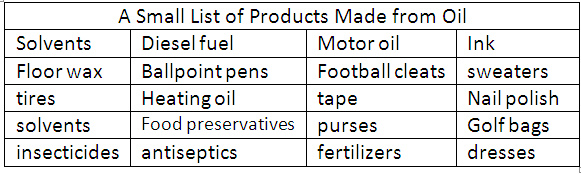 A Small List of Products Made from Oil
Solvents Diesel fuel Motor oil Ink
Floor wax Ballpoint pens Football cleats sweaters
tires Heating oil tape Nail polish
solvents Food preservatives purses Golf bags
insecticides antiseptics fertilizers dresses